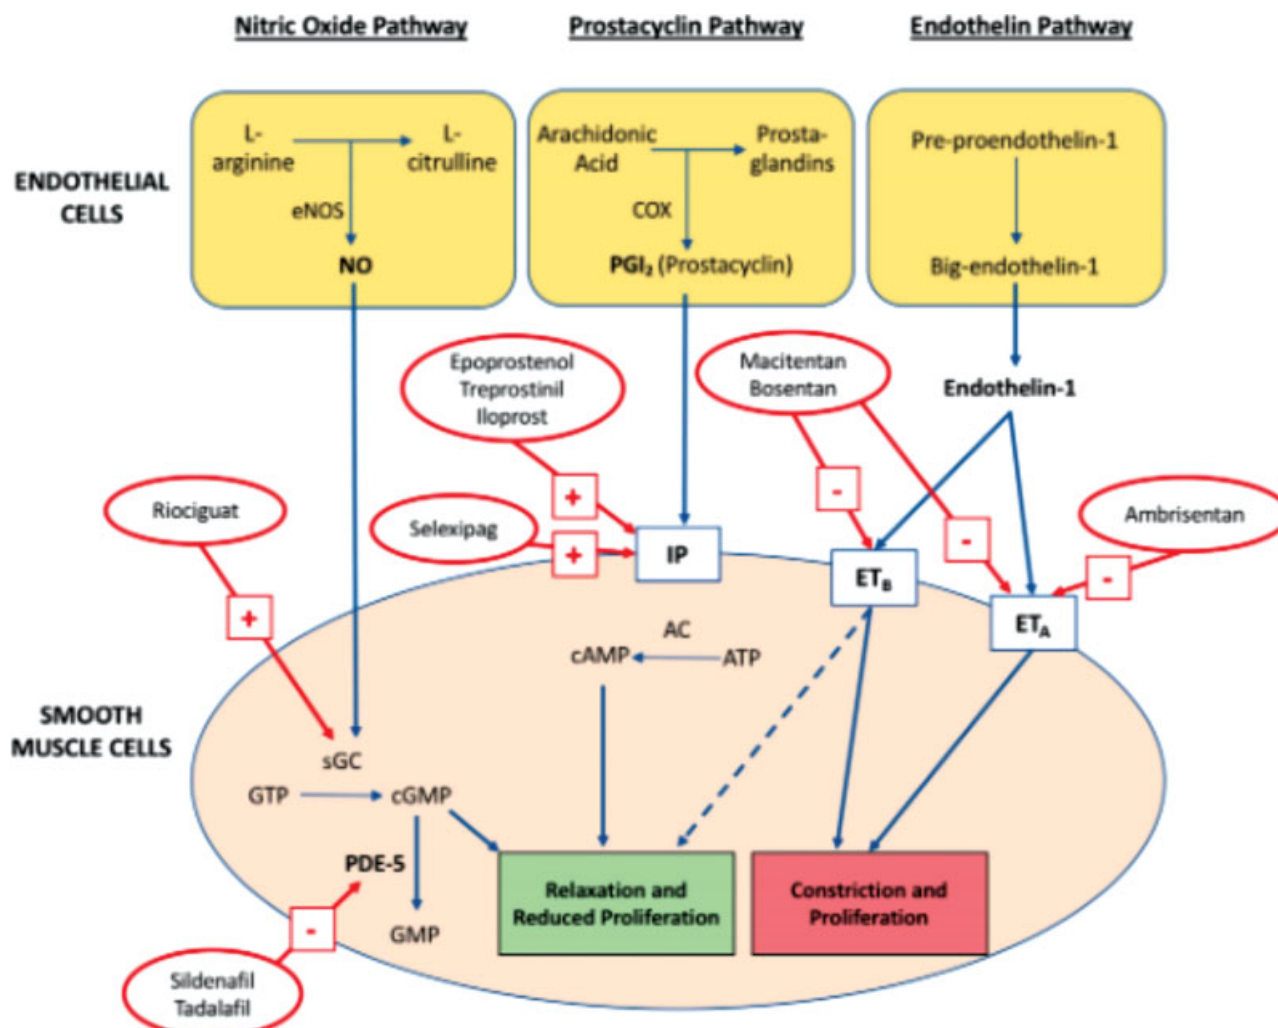 Nitric Oxide Pathway
Prostacyclin Pathway
Endothelin Pathway
ENDOTHELIAL
CELLS
L-
arginine
L-
citrulline
eNOS
NO
Arachidonic
Acid
Prosta-
glandins
COX
PGI₂ (Prostacyclin)
Pre-proendothelin-1
Big-endothelin-1
Endothelin-1
Epoprostenol
Treprostinil
Iloprost
+
Macitentan
Bosentan
-
-
Riociguat
+
Selexipag
+
Ambrisentan
-
IP
ET_B
ET_A
SMOOTH
MUSCLE CELLS
AC
cAMP
ATP
sGC
GTP
cGMP
PDE-5
GMP
-
Sildenafil
Tadalafil
Relaxation and
Reduced Proliferation
Constriction and
Proliferation